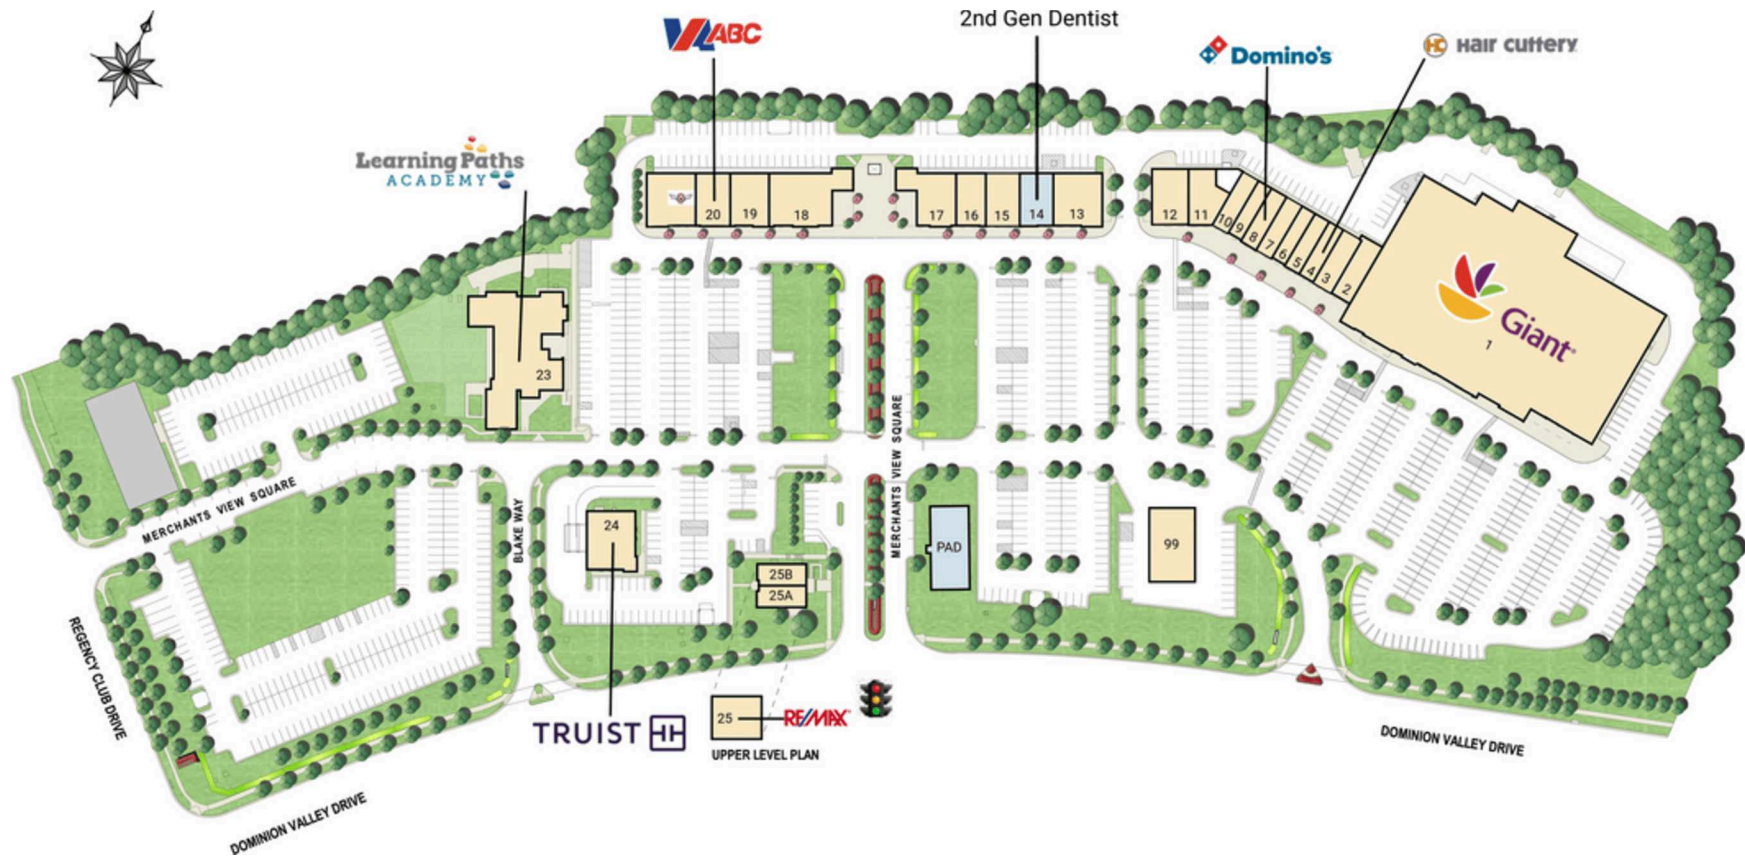 2nd Gen Dentist
VA ABC
Domino's
HC Hair Cuttery
Learning Paths
ACADEMY
20
19
18
17
16
15
14
13
12
11
10
9
8
7
6
5
4
3
2
1
Giant
23
MERCHANTS VIEW SQUARE
MERCHANTS VIEW SQUARE
BLAKE WAY
24
25B
25A
PAD
99
REGENCY CLUB DRIVE
TRUIST
25
RE/MAX
UPPER LEVEL PLAN
DOMINION VALLEY DRIVE
DOMINION VALLEY DRIVE